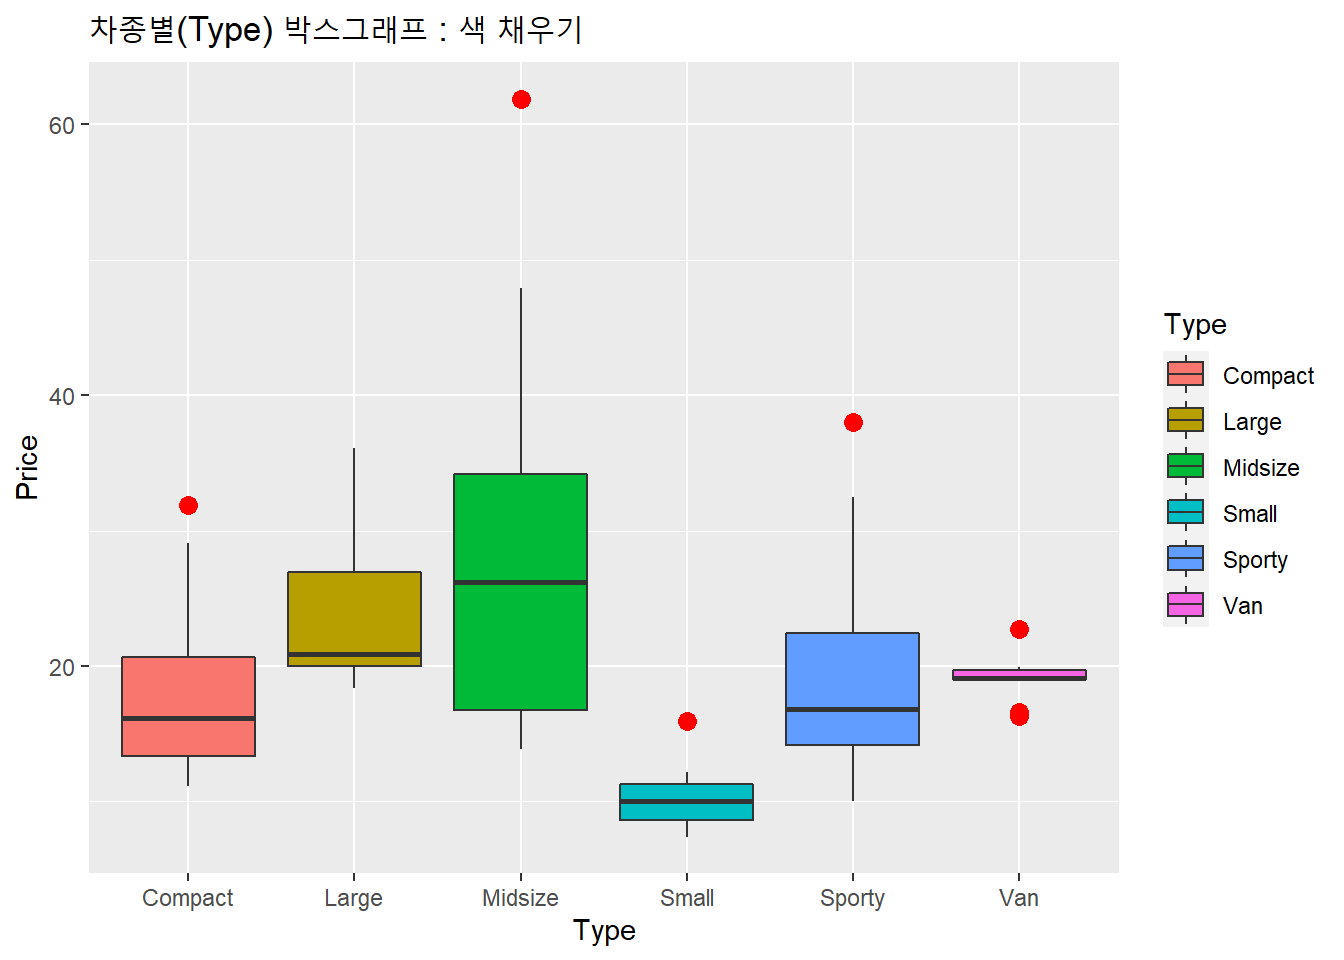 차종별(Type) 박스그래프 : 색 채우기
60
40
20
Price
Compact Large Midsize Small Sporty Van
Type
Type
Compact
Large
Midsize
Small
Sporty
Van